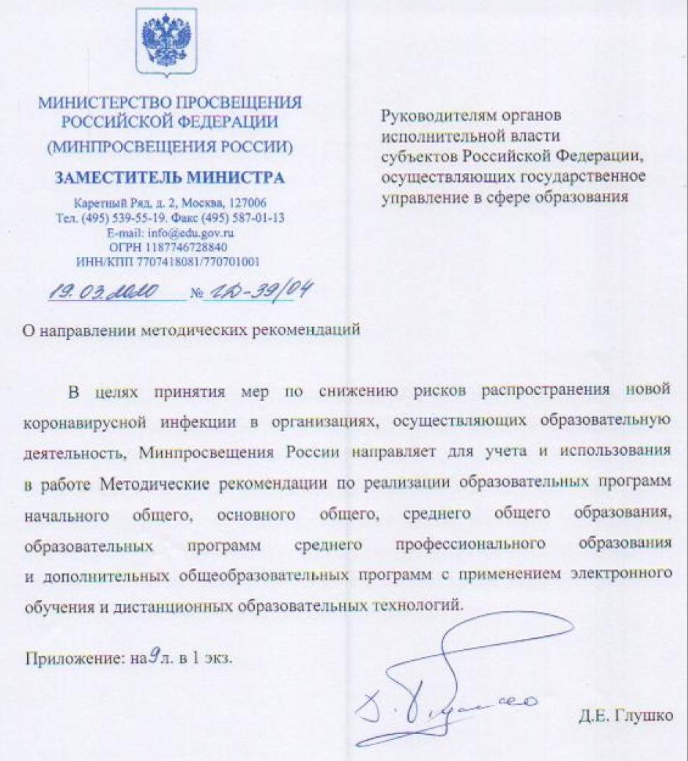 МИНИСТЕРСТВО ПРОСВЕЩЕНИЯ
РОССИЙСКОЙ ФЕДЕРАЦИИ
(МИНПРОСВЕЩЕНИЯ РОССИИ)
ЗАМЕСТИТЕЛЬ МИНИСТРА
Каретный Ряд, д. 2, Москва, 127006
Тел. (495) 539-55-19. Факс (495) 587-01-13
E-mail: info@edu.gov.ru
ОГРН 1187746728840
ИНН/КПП 7707418081/770701001
19.03.2020 № ГД-39/04
Руководителям органов
исполнительной власти
субъектов Российской Федерации,
осуществляющих государственное
управление в сфере образования
О направлении методических рекомендаций
В целях принятия мер по снижению рисков распространения новой
коронавирусной инфекции в организациях, осуществляющих образовательную
деятельность, Минпросвещения России направляет для учета и использования
в работе Методические рекомендации по реализации образовательных программ
начального общего, основного общего, среднего общего образования,
образовательных программ среднего профессионального образования
и дополнительных общеобразовательных программ с применением электронного
обучения и дистанционных образовательных технологий.
Приложение: на 9 л. в 1 экз.
Д. Глушко
Д.Е. Глушко